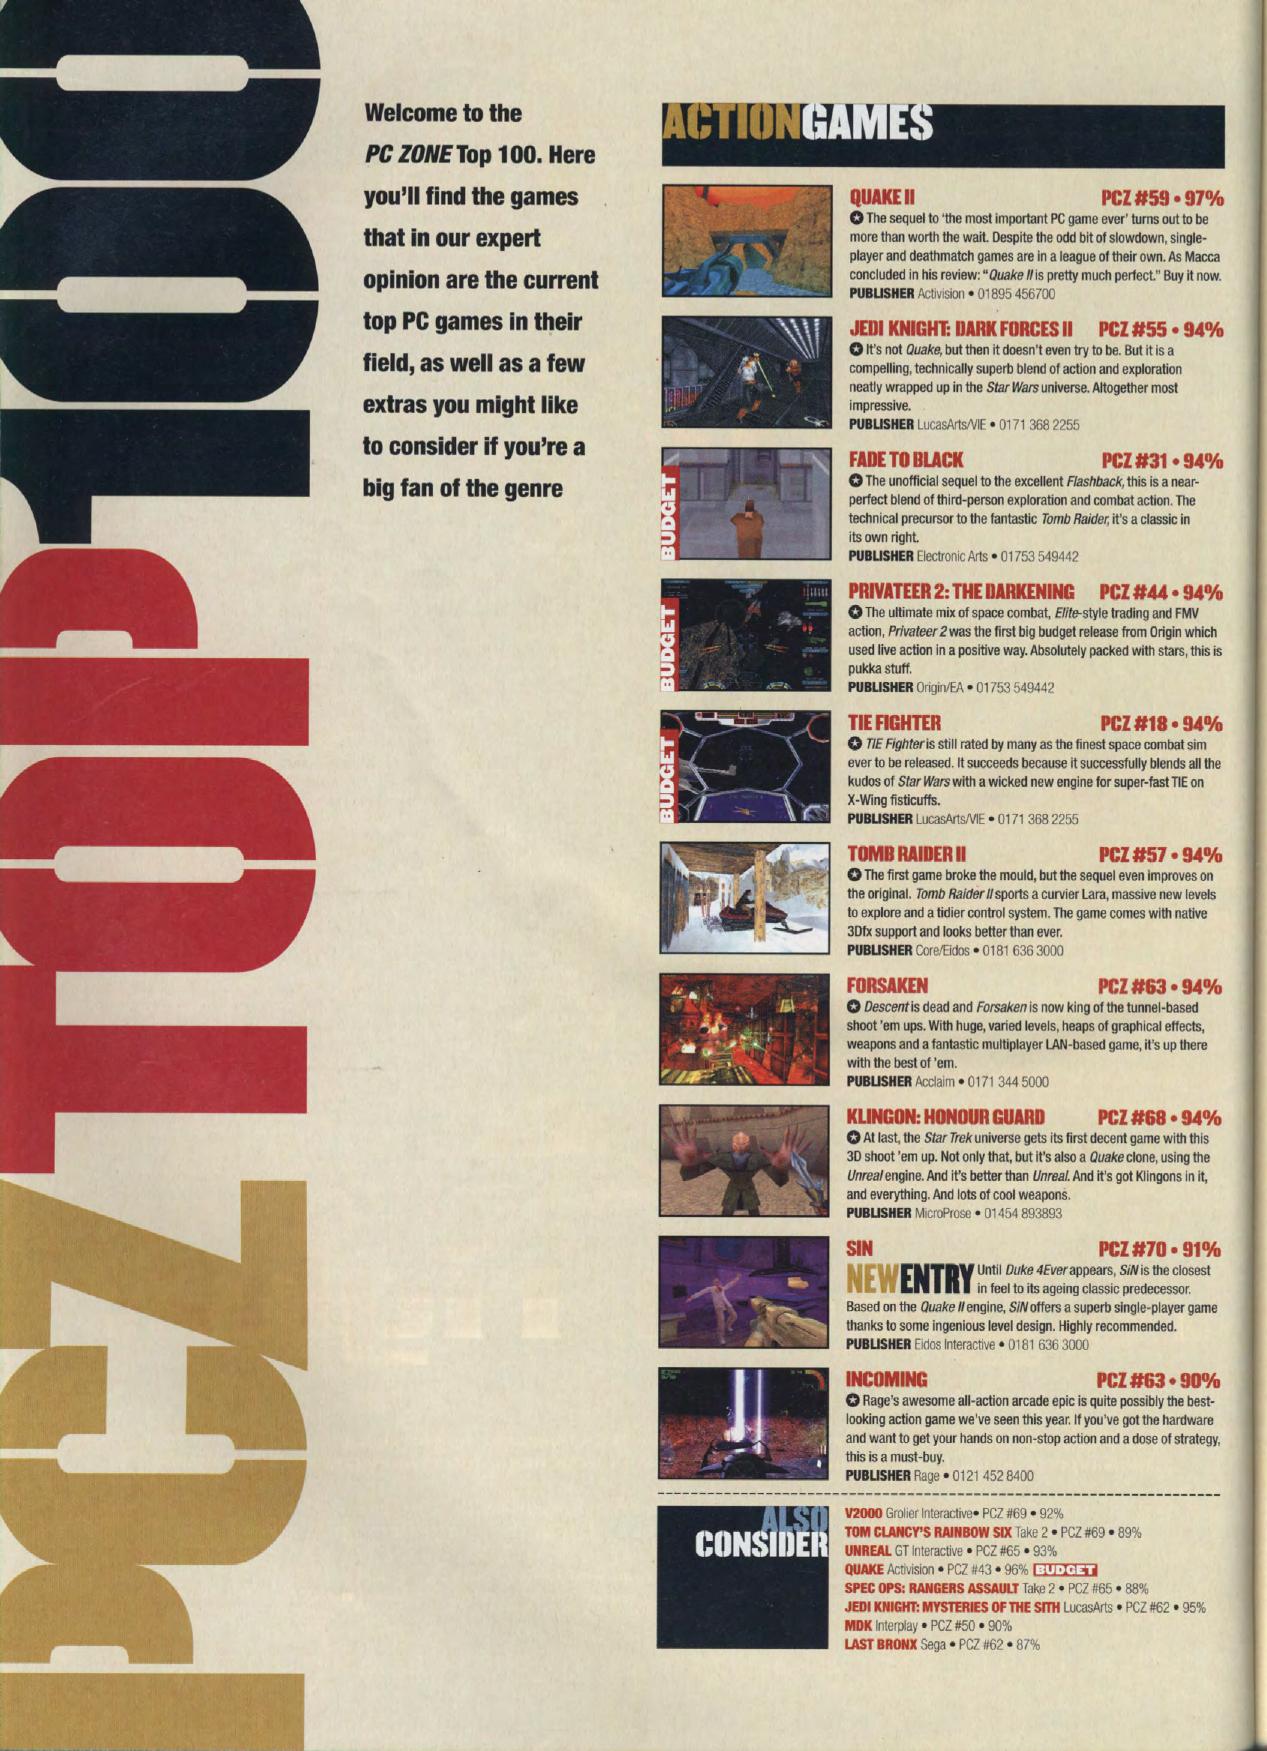 PCZTOP100
Welcome to the
PC ZONE Top 100. Here
you'll find the games
that in our expert
opinion are the current
top PC games in their
field, as well as a few
extras you might like
to consider if you're a
big fan of the genre
ACTIONGAMES
QUAKE II PCZ #59 • 97%
The sequel to 'the most important PC game ever' turns out to be
more than worth the wait. Despite the odd bit of slowdown, single-
player and deathmatch games are in a league of their own. As Macca
concluded in his review: "Quake II is pretty much perfect." Buy it now.
PUBLISHER Activision • 01895 456700
JEDI KNIGHT: DARK FORCES II PCZ #55 • 94%
It's not Quake, but then it doesn't even try to be. But it is a
compelling, technically superb blend of action and exploration
neatly wrapped up in the Star Wars universe. Altogether most
impressive.
PUBLISHER LucasArts/VIE • 0171 368 2255
BUDGET
FADE TO BLACK PCZ #31 • 94%
The unofficial sequel to the excellent Flashback, this is a near-
perfect blend of third-person exploration and combat action. The
technical precursor to the fantastic Tomb Raider, it's a classic in
its own right.
PUBLISHER Electronic Arts • 01753 549442
BUDGET
PRIVATEER 2: THE DARKENING PCZ #44 • 94%
The ultimate mix of space combat, Elite-style trading and FMV
action, Privateer 2 was the first big budget release from Origin which
used live action in a positive way. Absolutely packed with stars, this is
pukka stuff.
PUBLISHER Origin/EA • 01753 549442
BUDGET
TIE FIGHTER PCZ #18 • 94%
TIE Fighter is still rated by many as the finest space combat sim
ever to be released. It succeeds because it successfully blends all the
kudos of Star Wars with a wicked new engine for super-fast TIE on
X-Wing fisticuffs.
PUBLISHER LucasArts/VIE • 0171 368 2255
TOMB RAIDER II PCZ #57 • 94%
The first game broke the mould, but the sequel even improves on
the original. Tomb Raider II sports a curvier Lara, massive new levels
to explore and a tidier control system. The game comes with native
3Dfx support and looks better than ever.
PUBLISHER Core/Eidos • 0181 636 3000
FORSAKEN PCZ #63 • 94%
Descent is dead and Forsaken is now king of the tunnel-based
shoot 'em ups. With huge, varied levels, heaps of graphical effects,
weapons and a fantastic multiplayer LAN-based game, it's up there
with the best of 'em.
PUBLISHER Acclaim • 0171 344 5000
KLINGON: HONOUR GUARD PCZ #68 • 94%
At last, the Star Trek universe gets its first decent game with this
3D shoot 'em up. Not only that, but it's also a Quake clone, using the
Unreal engine. And it's better than Unreal. And it's got Klingons in it,
and everything. And lots of cool weapons.
PUBLISHER MicroProse • 01454 893893
SIN PCZ #70 • 91%
NEWENTRY Until Duke 4Ever appears, SiN is the closest
in feel to its ageing classic predecessor.
Based on the Quake II engine, SiN offers a superb single-player game
thanks to some ingenious level design. Highly recommended.
PUBLISHER Eidos Interactive • 0181 636 3000
INCOMING PCZ #63 • 90%
Rage's awesome all-action arcade epic is quite possibly the best-
looking action game we've seen this year. If you've got the hardware
and want to get your hands on non-stop action and a dose of strategy,
this is a must-buy.
PUBLISHER Rage • 0121 452 8400
ALSO
CONSIDER
V2000 Grolier Interactive• PCZ #69 • 92%
TOM CLANCY'S RAINBOW SIX Take 2 • PCZ #69 • 89%
UNREAL GT Interactive • PCZ #65 • 93%
QUAKE Activision • PCZ #43 • 96% BUDGET
SPEC OPS: RANGERS ASSAULT Take 2 • PCZ #65 • 88%
JEDI KNIGHT: MYSTERIES OF THE SITH LucasArts • PCZ #62 • 95%
MDK Interplay • PCZ #50 • 90%
LAST BRONX Sega • PCZ #62 • 87%